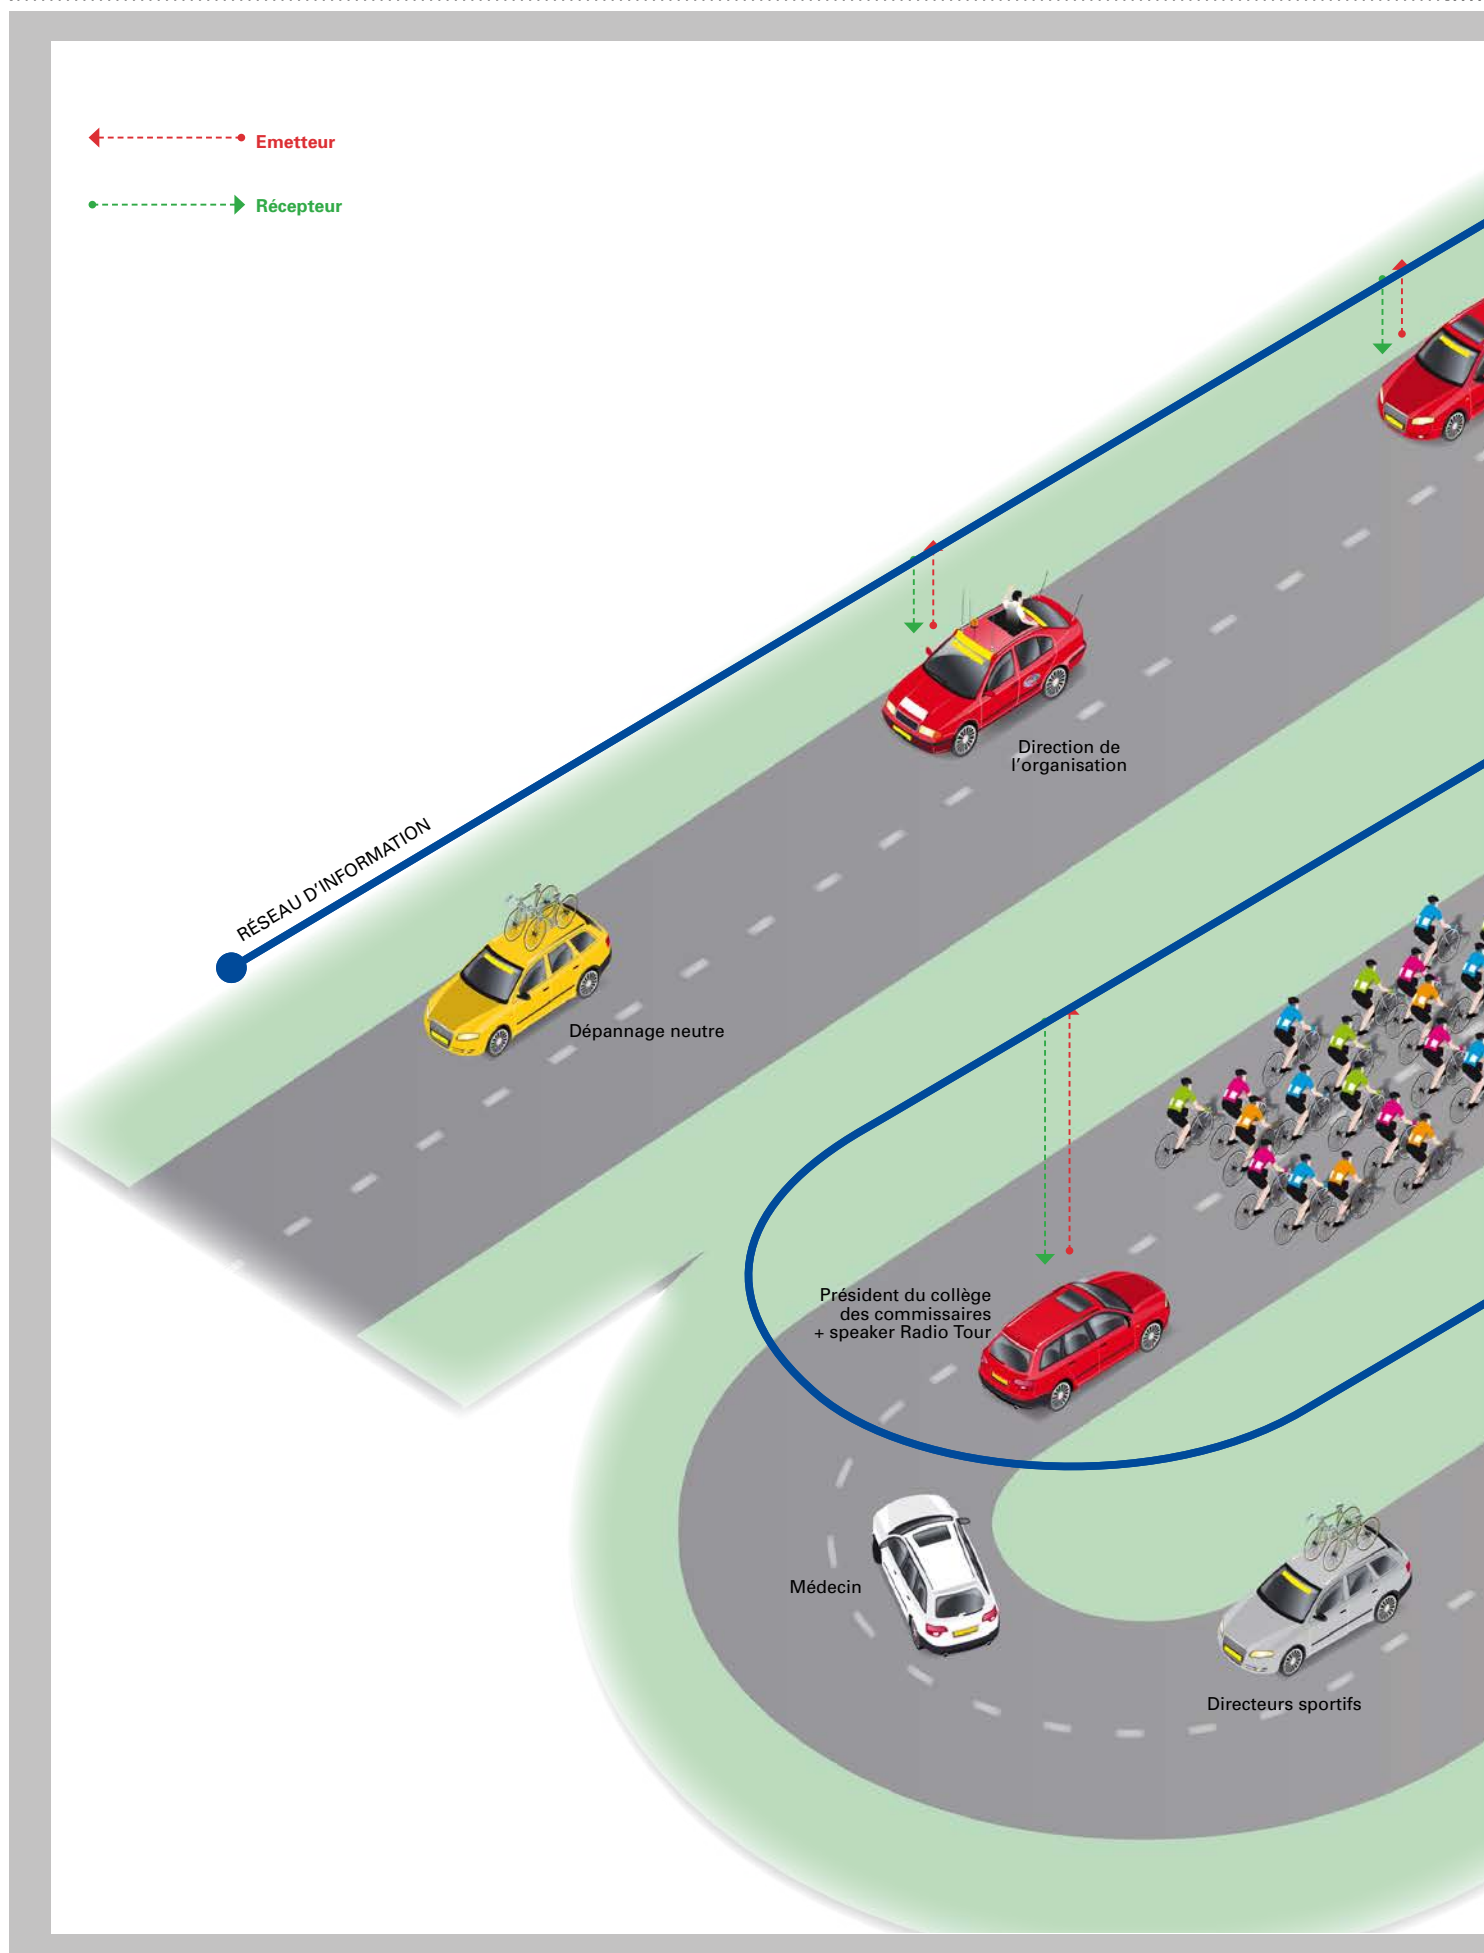 Emetteur
Récepteur
RÉSEAU D'INFORMATION
Direction de
l'organisation
Dépannage neutre
Président du collège
des commissaires
+ speaker Radio Tour
Médecin
Directeurs sportifs